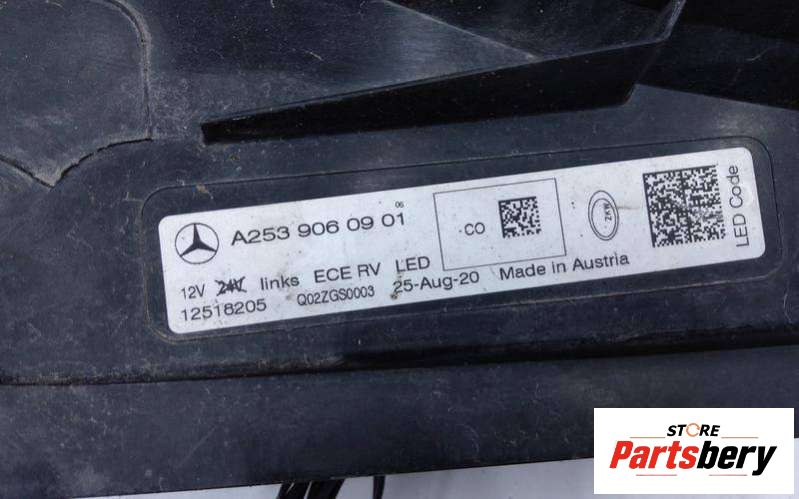 A253 906 09 01 06
CO
ZKW
LED Code
12V 24V links ECE RV LED
12518205 Q02ZGS0003 25-Aug-20 Made in Austria
STORE
Partsbery